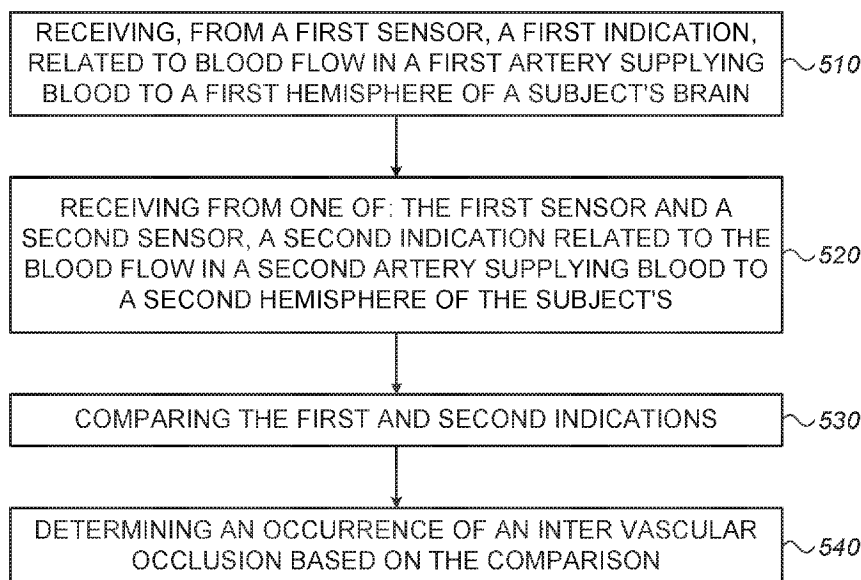 RECEIVING, FROM A FIRST SENSOR, A FIRST INDICATION,
RELATED TO BLOOD FLOW IN A FIRST ARTERY SUPPLYING
BLOOD TO A FIRST HEMISPHERE OF A SUBJECT'S BRAIN
510
RECEIVING FROM ONE OF: THE FIRST SENSOR AND A
SECOND SENSOR, A SECOND INDICATION RELATED TO THE
BLOOD FLOW IN A SECOND ARTERY SUPPLYING BLOOD TO
A SECOND HEMISPHERE OF THE SUBJECT'S
520
COMPARING THE FIRST AND SECOND INDICATIONS
530
DETERMINING AN OCCURRENCE OF AN INTER VASCULAR
OCCLUSION BASED ON THE COMPARISON
540